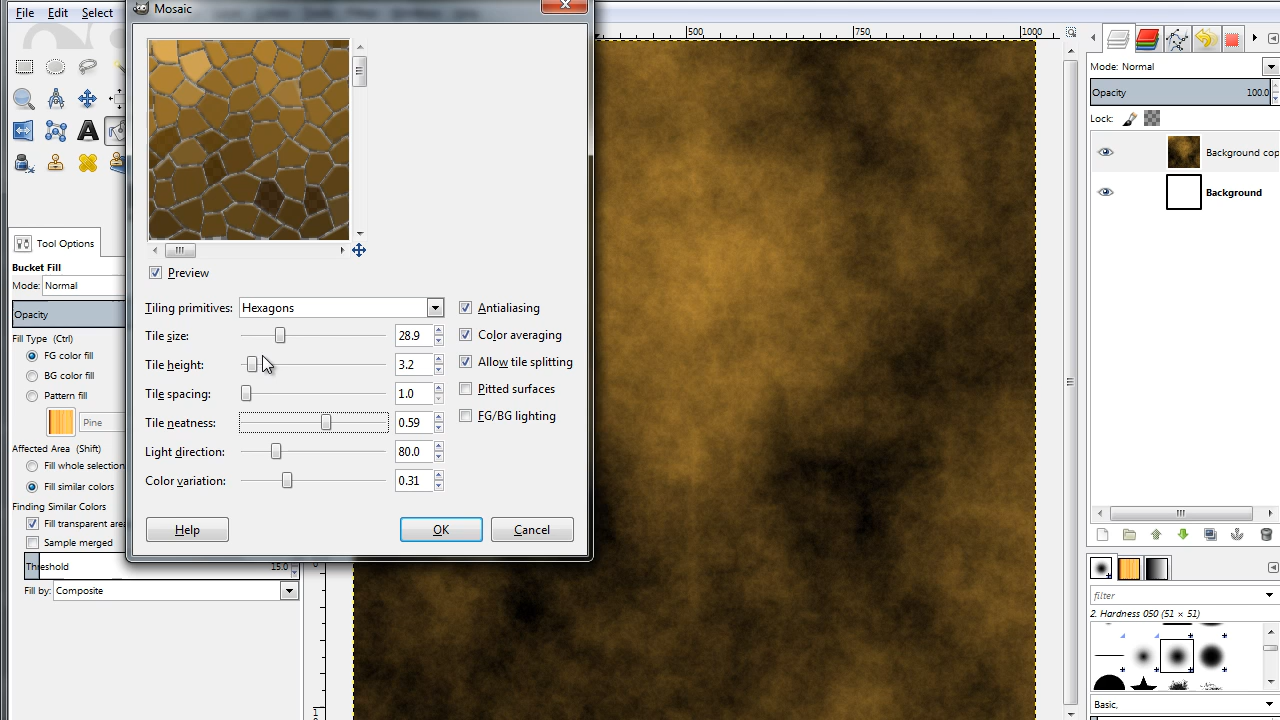 Mosaic
File Edit Select
500 750 1000
Mode: Normal
Opacity 100.0
Lock:
Background cop
Background
Preview
Tiling primitives: Hexagons
Tile size: 28.9
Tile height: 3.2
Tile spacing: 1.0
Tile neatness: 0.59
Light direction: 80.0
Color variation: 0.31
Antialiasing
Color averaging
Allow tile splitting
Pitted surfaces
FG/BG lighting
Help OK Cancel
Tool Options
Bucket Fill
Mode: Normal
Opacity
Fill Type (Ctrl)
FG color fill
BG color fill
Pattern fill
Pine
Affected Area (Shift)
Fill whole selection
Fill similar colors
Finding Similar Colors
Fill transparent area
Sample merged
Threshold 15.0
Fill by: Composite
filter
2. Hardness 050 (51 × 51)
Basic,